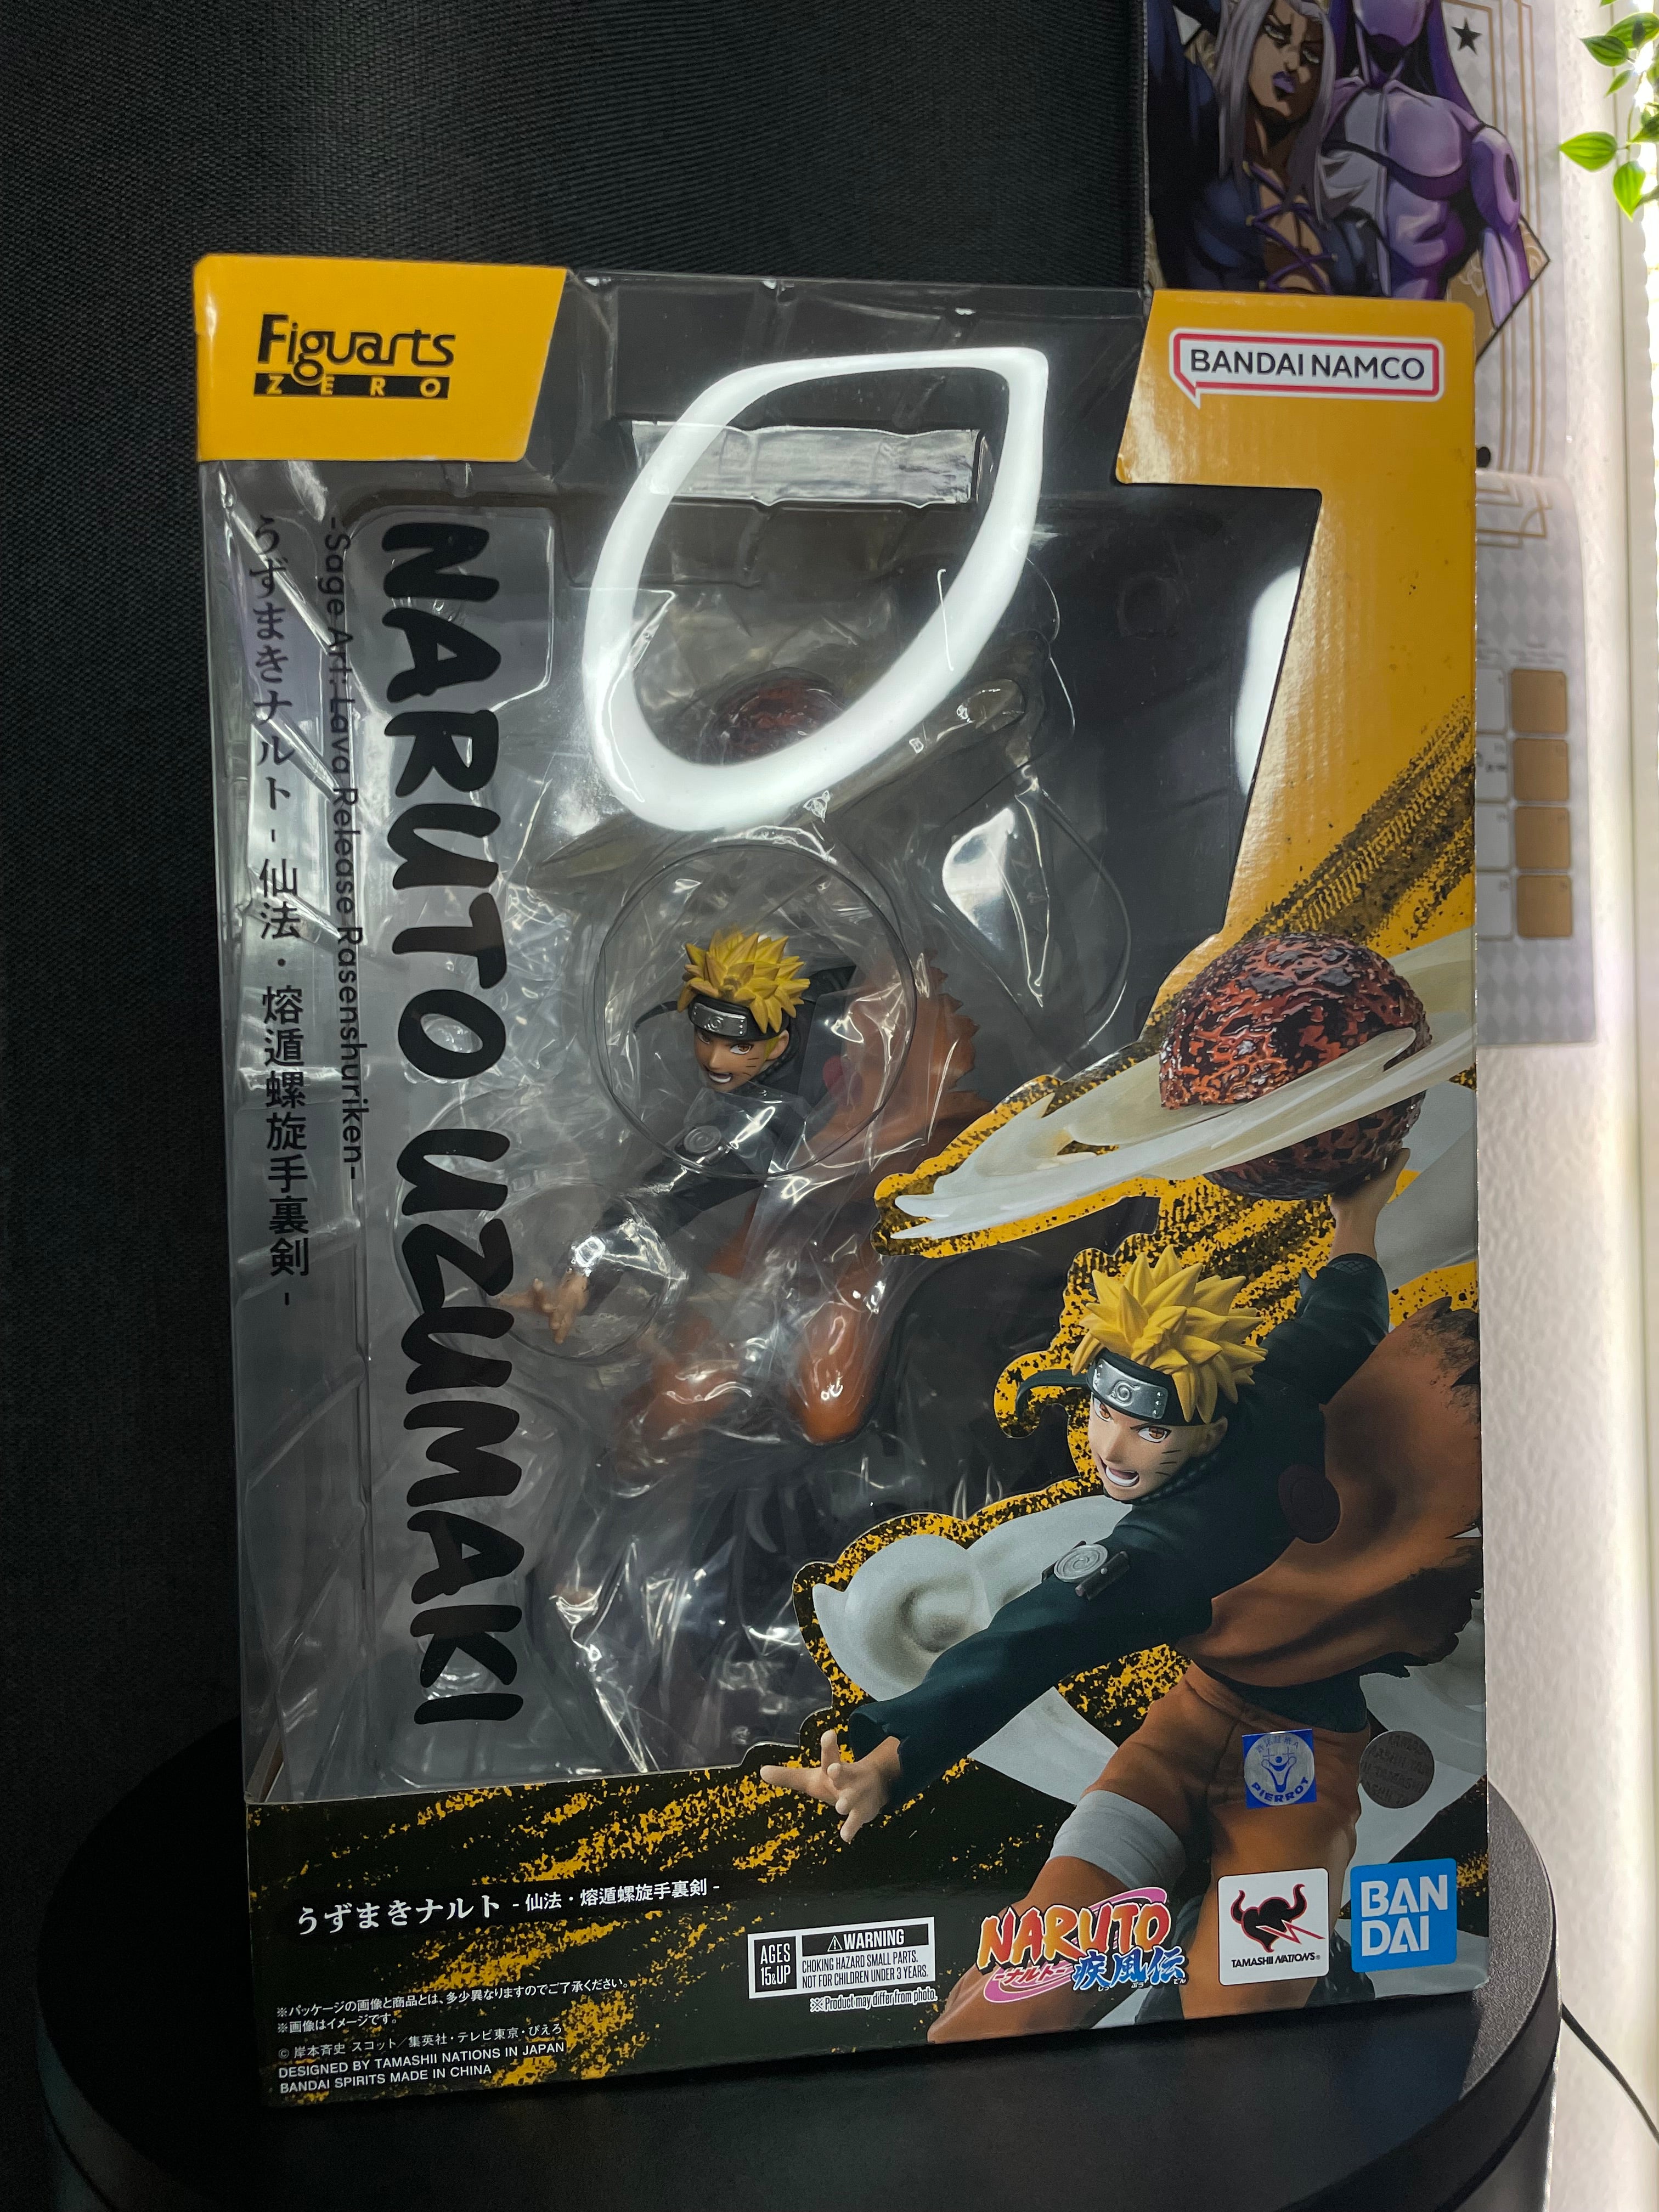 Figuarts
ZERO
BANDAI NAMCO
NARUTO UZUMAKI
-Sage Art: Lava Release Rasenshuriken-
うずまきナルト - 仙法・熔遁螺旋手裏剣 -
うずまきナルト - 仙法・熔遁螺旋手裏剣 -
※パッケージの画像と商品とは、多少異なりますのでご了承ください。
※画像はイメージです。
© 岸本斉史 スコット／集英社・テレビ東京・ぴえろ
DESIGNED BY TAMASHII NATIONS IN JAPAN
BANDAI SPIRITS MADE IN CHINA
AGES
15&UP
⚠WARNING
CHOKING HAZARD SMALL PARTS.
NOT FOR CHILDREN UNDER 3 YEARS.
※Product may differ from photo.
NARUTO
-ナルト-
疾風伝
PIERROT
TAMASHII NATIONS®
BAN
DAI